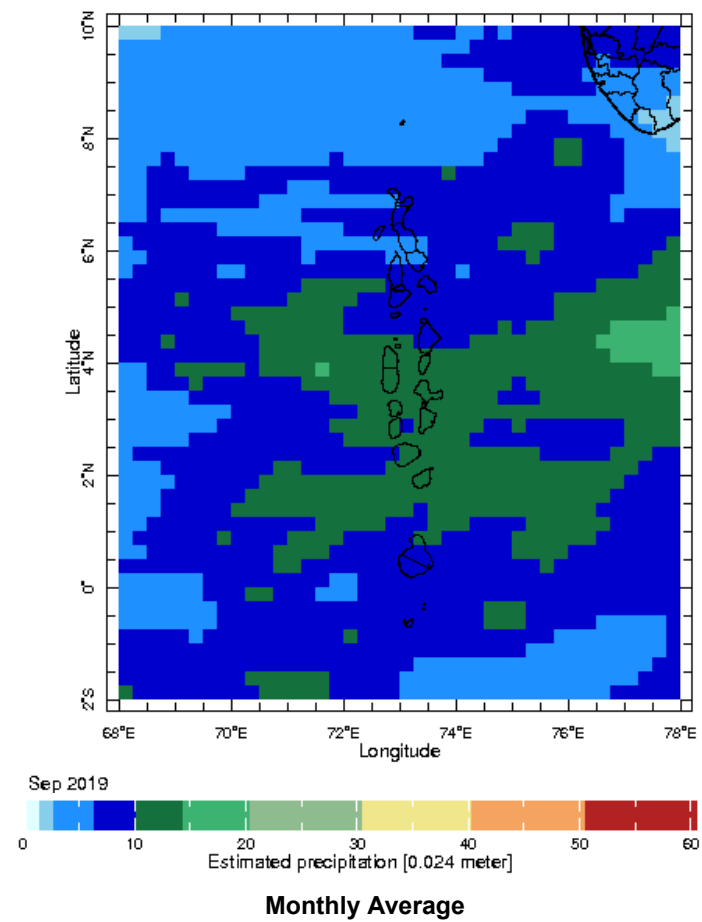 10°N
8°N
6°N
4°N
2°N
0°
2°S
Latitude
68°E 70°E 72°E 74°E 76°E 78°E
Longitude
Sep 2019
0 10 20 30 40 50 60
Estimated precipitation [0.024 meter]
Monthly Average